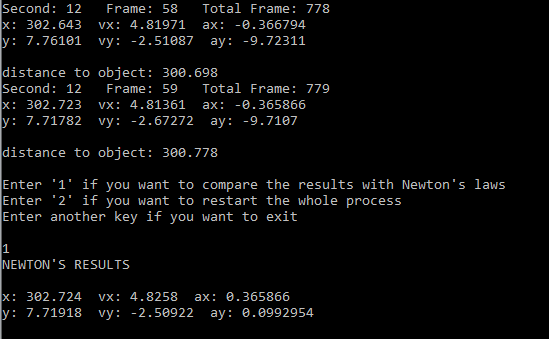 Second: 12   Frame: 58   Total Frame: 778
x: 302.643  vx: 4.81971  ax: -0.366794
y: 7.76101  vy: -2.51087  ay: -9.72311
distance to object: 300.698
Second: 12   Frame: 59   Total Frame: 779
x: 302.723  vx: 4.81361  ax: -0.365866
y: 7.71782  vy: -2.67272  ay: -9.7107
distance to object: 300.778
Enter '1' if you want to compare the results with Newton's laws
Enter '2' if you want to restart the whole process
Enter another key if you want to exit
1
NEWTON'S RESULTS
x: 302.724  vx: 4.8258  ax: 0.365866
y: 7.71918  vy: -2.50922  ay: 0.0992954